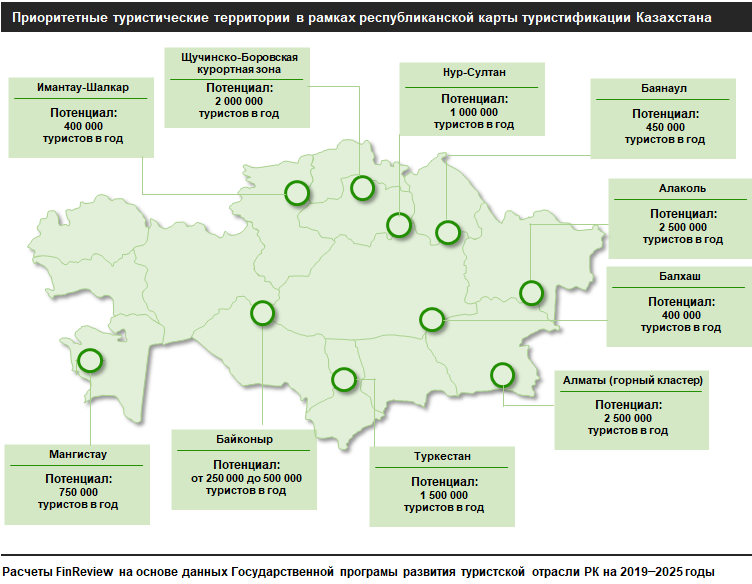 Приоритетные туристические территории в рамках республиканской карты туристификации Казахстана
Щучинско-Боровская
курортная зона
Потенциал:
2 000 000
туристов в год
Нур-Султан
Потенциал:
1 000 000
туристов в год
Имантау-Шалкар
Потенциал:
400 000
туристов в год
Баянаул
Потенциал:
450 000
туристов в год
Алаколь
Потенциал:
2 500 000
туристов в год
Балхаш
Потенциал:
400 000
туристов в год
Алматы (горный кластер)
Потенциал:
2 500 000
туристов в год
Мангистау
Потенциал:
750 000
туристов в год
Байконыр
Потенциал:
от 250 000 до 500 000
туристов в год
Туркестан
Потенциал:
1 500 000
туристов в год
Расчеты FinReview на основе данных Государственной програмы развития туристской отрасли РК на 2019–2025 годы